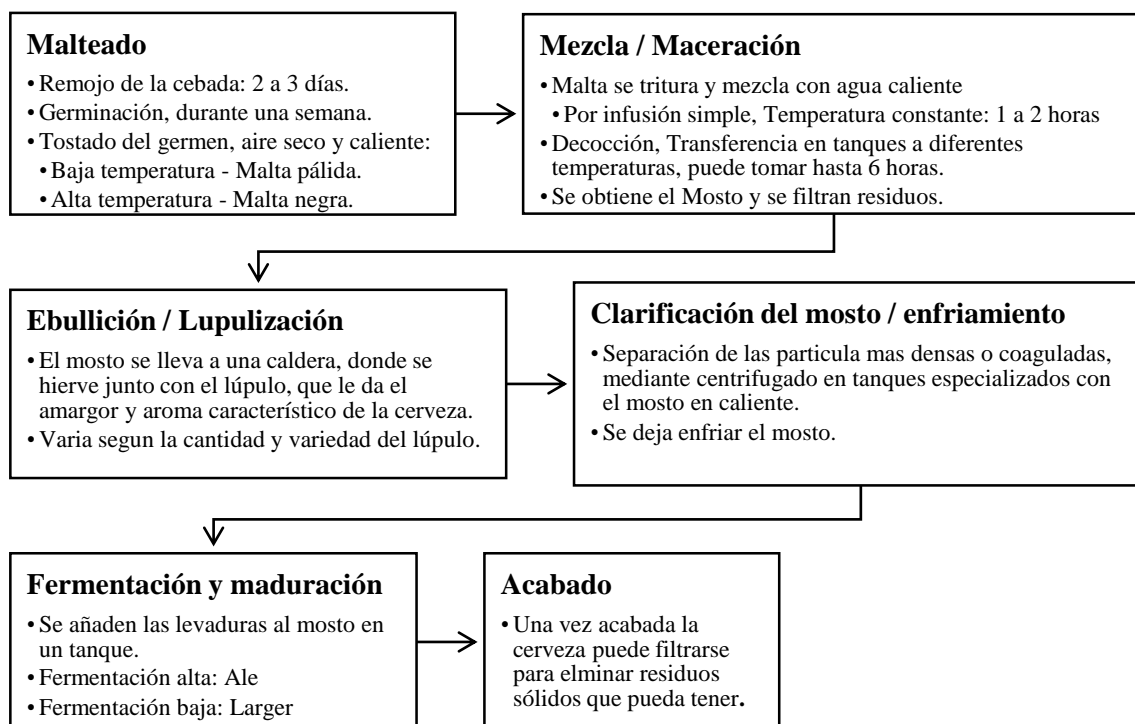 Malteado
• Remojo de la cebada: 2 a 3 días.
• Germinación, durante una semana.
• Tostado del germen, aire seco y caliente:
• Baja temperatura - Malta pálida.
• Alta temperatura - Malta negra.
Mezcla / Maceración
• Malta se tritura y mezcla con agua caliente
• Por infusión simple, Temperatura constante: 1 a 2 horas
• Decocción, Transferencia en tanques a diferentes
temperaturas, puede tomar hasta 6 horas.
• Se obtiene el Mosto y se filtran residuos.
Ebullición / Lupulización
• El mosto se lleva a una caldera, donde se
hierve junto con el lúpulo, que le da el
amargor y aroma característico de la cerveza.
• Varia segun la cantidad y variedad del lúpulo.
Clarificación del mosto / enfriamiento
• Separación de las particula mas densas o coaguladas,
mediante centrifugado en tanques especializados con
el mosto en caliente.
• Se deja enfriar el mosto.
Fermentación y maduración
• Se añaden las levaduras al mosto en
un tanque.
• Fermentación alta: Ale
• Fermentación baja: Larger
Acabado
• Una vez acabada la
cerveza puede filtrarse
para elminar residuos
sólidos que pueda tener.